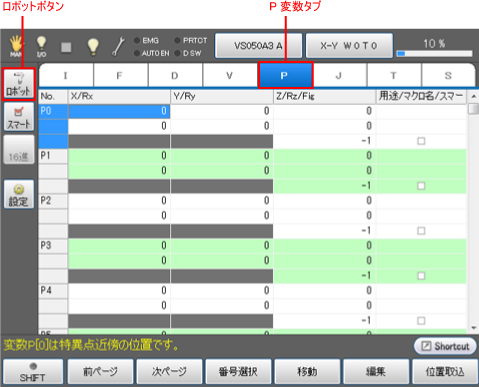 ロボットボタン
P 変数タブ
MAN
I/O
EMG
PRTCT
AUTO EN
D SW
VS050A3 A
X-Y W 0 T 0
10 %
ロボット
スマート
16進
設定
I F D V P J T S
No. X/Rx Y/Ry Z/Rz/Fig 用途/マクロ名/スマー
P0 0 0 0
0 0 0
-1
P1 0 0 0
0 0 0
-1
P2 0 0 0
0 0 0
-1
P3 0 0 0
0 0 0
-1
P4 0 0 0
0 0 0
-1
変数P[0]は特異点近傍の位置です。
Shortcut
SHIFT
前ページ
次ページ
番号選択
移動
編集
位置取込